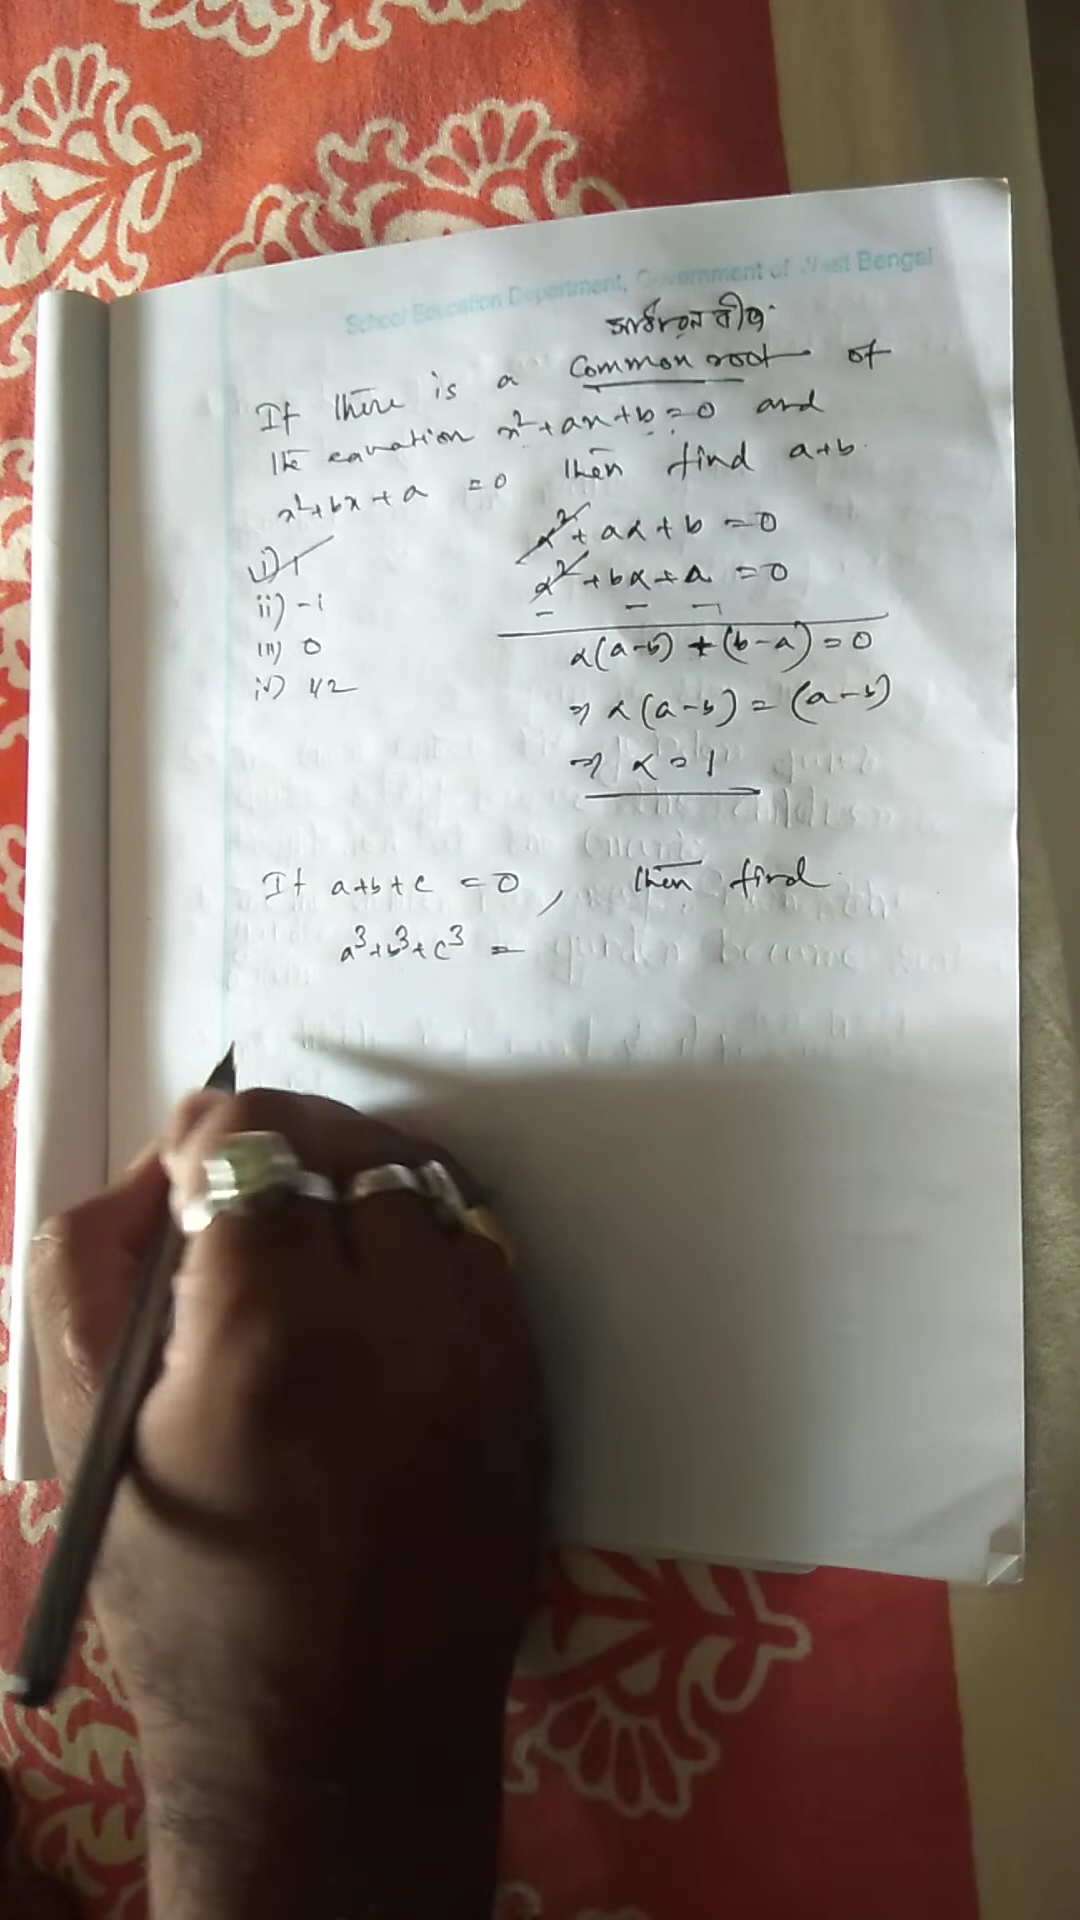 School Education Department, Government of West Bengal
সাধারন বীজ
If there is a Common root of
the equation x²+ax+b=0 and
x²+bx+a =0 then find a+b.
i) 1
ii) -1
iii) 0
iv) 1/2
α²+aα+b=0
α²+bα+a=0
- - -
α(a-b)+(b-a)=0
⇒ α(a-b)=(a-b)
⇒ α=1
If a+b+c=0, then find
a³+b³+c³ =